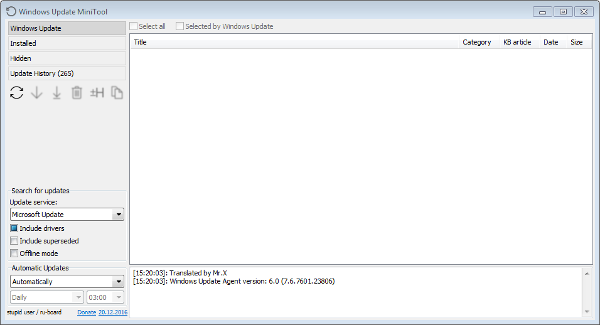 Windows Update MiniTool
Windows Update
Installed
Hidden
Update History (265)
±H
Search for updates
Update service:
Microsoft Update
Include drivers
Include superseded
Offline mode
Automatic Updates
Automatically
Daily 03:00
stupid user / ru-board Donate 20.12.2016
Select all Selected by Windows Update
Title Category KB article Date Size
[15:20:03]: Translated by Mr.X
[15:20:03]: Windows Update Agent version: 6.0 (7.6.7601.23806)